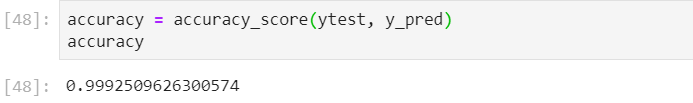 [48]: accuracy = accuracy_score(ytest, y_pred)
accuracy
[48]: 0.9992509626300574